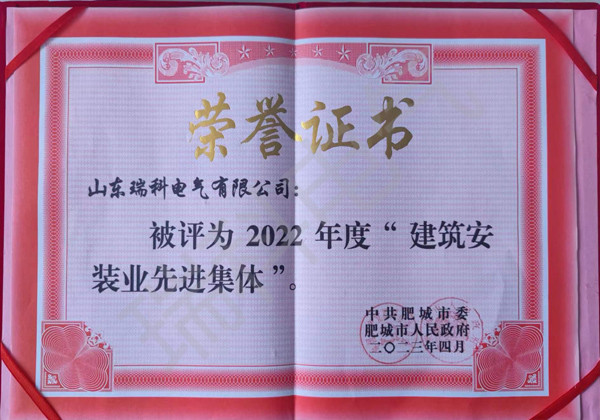 荣誉证书
山东瑞科电气有限公司：
被评为 2022 年度“建筑安
装业先进集体”。
中共肥城市委
肥城市人民政府
二〇二三年四月